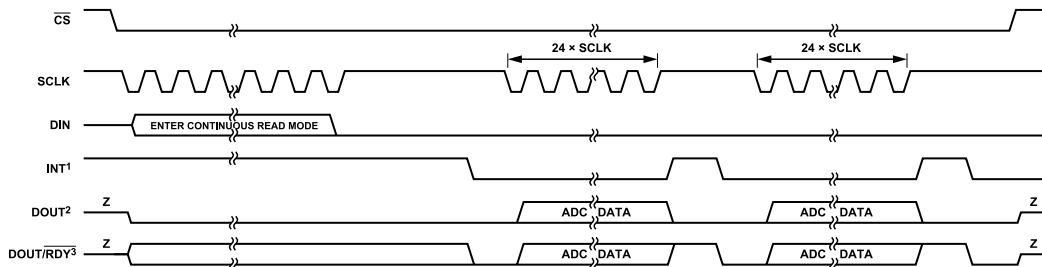 CS
24 × SCLK 24 × SCLK
SCLK
DIN ENTER CONTINUOUS READ MODE
INT1
Z Z
DOUT2 ADC DATA ADC DATA
Z Z
DOUT/RDY3 ADC DATA ADC DATA